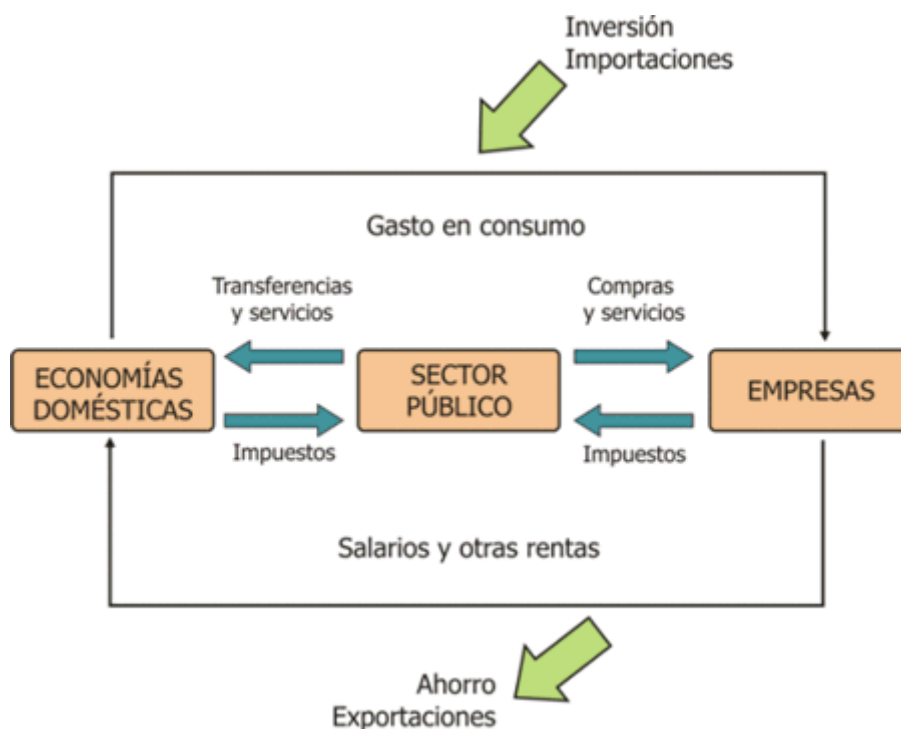 Inversión
Importaciones
Gasto en consumo
Transferencias
y servicios
Compras
y servicios
ECONOMÍAS
DOMÉSTICAS
SECTOR
PÚBLICO
EMPRESAS
Impuestos
Impuestos
Salarios y otras rentas
Ahorro
Exportaciones